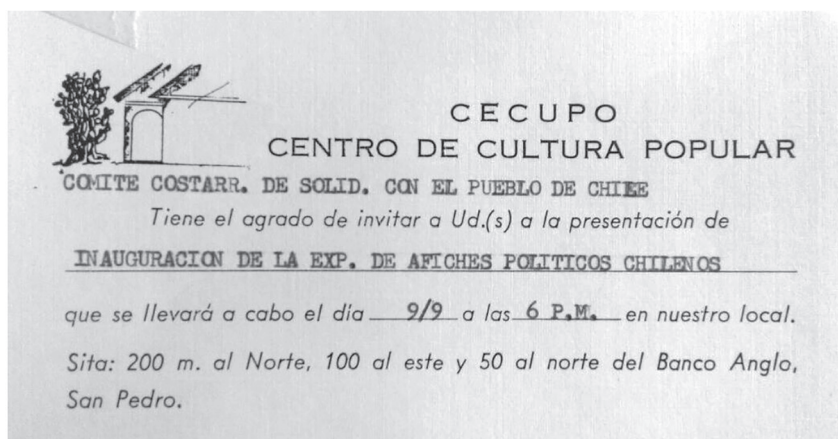 CECUPO
CENTRO DE CULTURA POPULAR
COMITE COSTARR. DE SOLID. CON EL PUEBLO DE CHILE
Tiene el agrado de invitar a Ud.(s) a la presentación de
INAUGURACION DE LA EXP. DE AFICHES POLITICOS CHILENOS
que se llevará a cabo el día 9/9 a las 6 P.M. en nuestro local.
Sita: 200 m. al Norte, 100 al este y 50 al norte del Banco Anglo,
San Pedro.